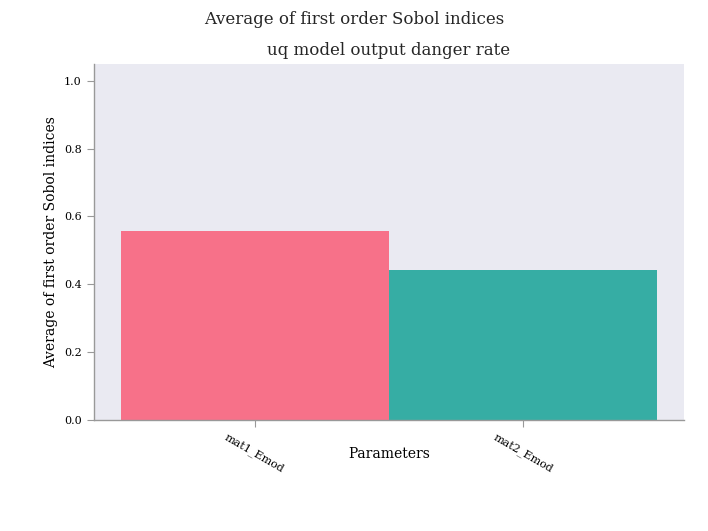 Average of first order Sobol indices
uq model output danger rate
Average of first order Sobol indices
1.0
0.8
0.6
0.4
0.2
0.0
mat1_Emod
mat2_Emod
Parameters